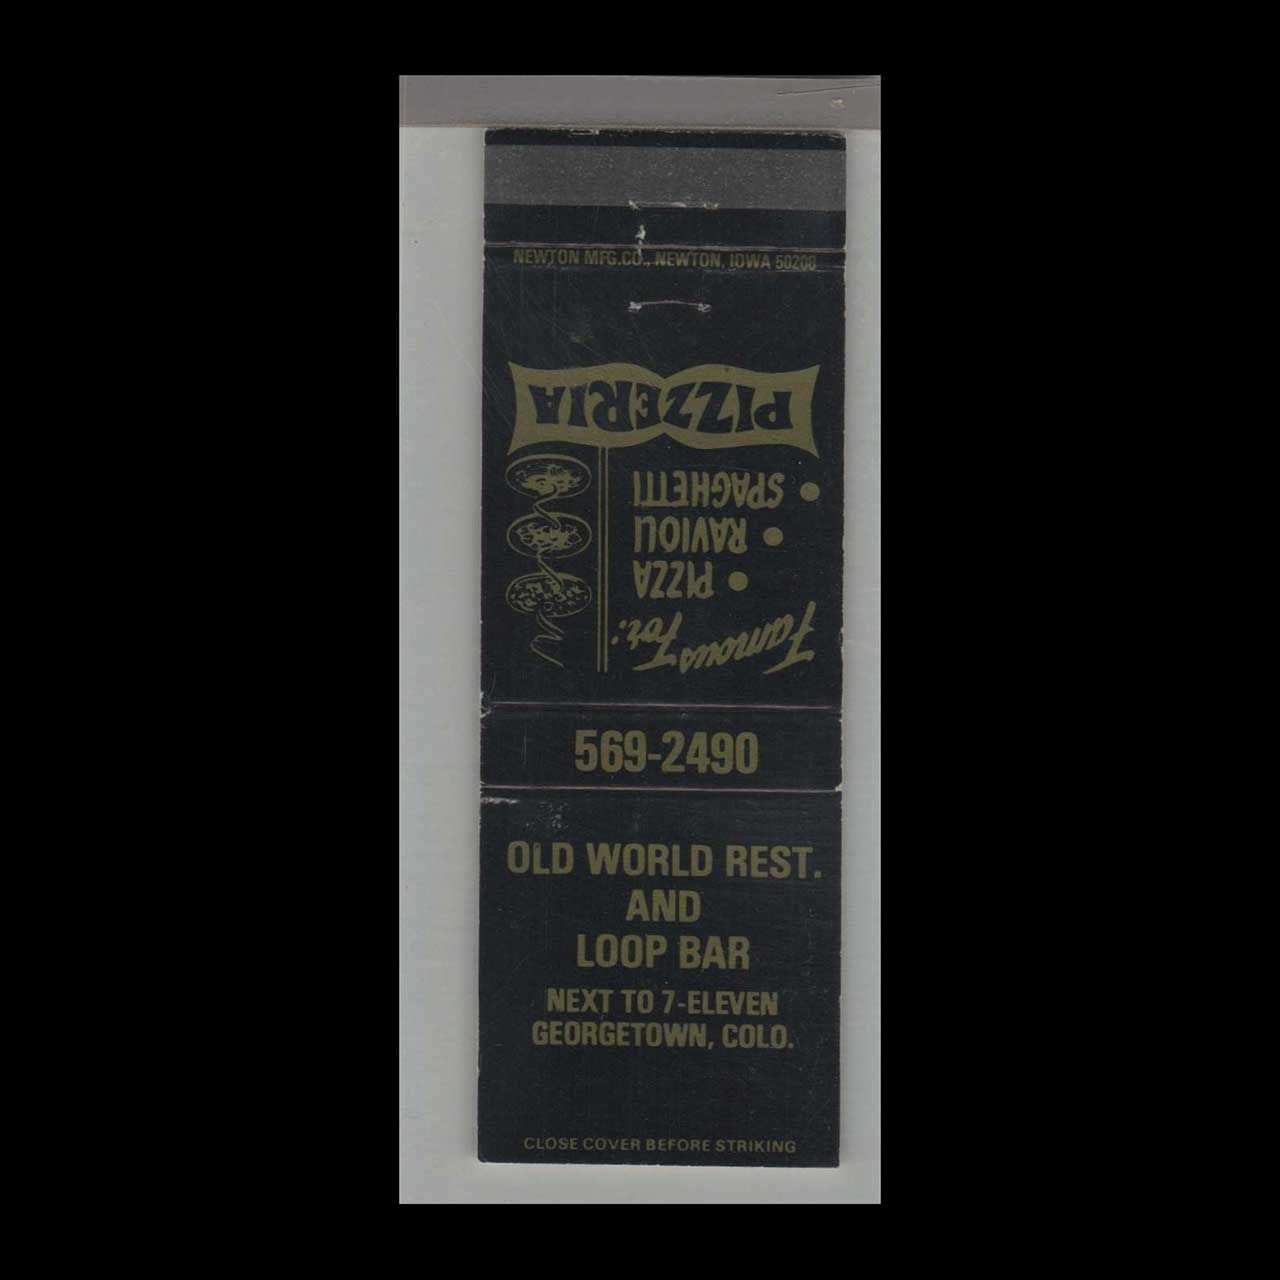 NEWTON MFG.CO., NEWTON, IOWA 50208
Famous For:
• PIZZA
• RAVIOLI
• SPAGHETTI
PIZZERIA
569-2490
OLD WORLD REST.
AND
LOOP BAR
NEXT TO 7-ELEVEN
GEORGETOWN, COLO.
CLOSE COVER BEFORE STRIKING